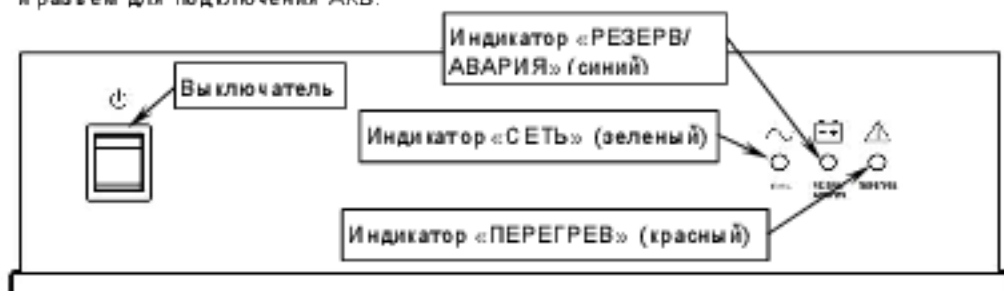 и разъем для подключения АКБ.
Индикатор «РЕЗЕРВ/
АВАРИЯ» (синий)
Выключатель
Индикатор «СЕТЬ» (зеленый)
Индикатор «ПЕРЕГРЕВ» (красный)